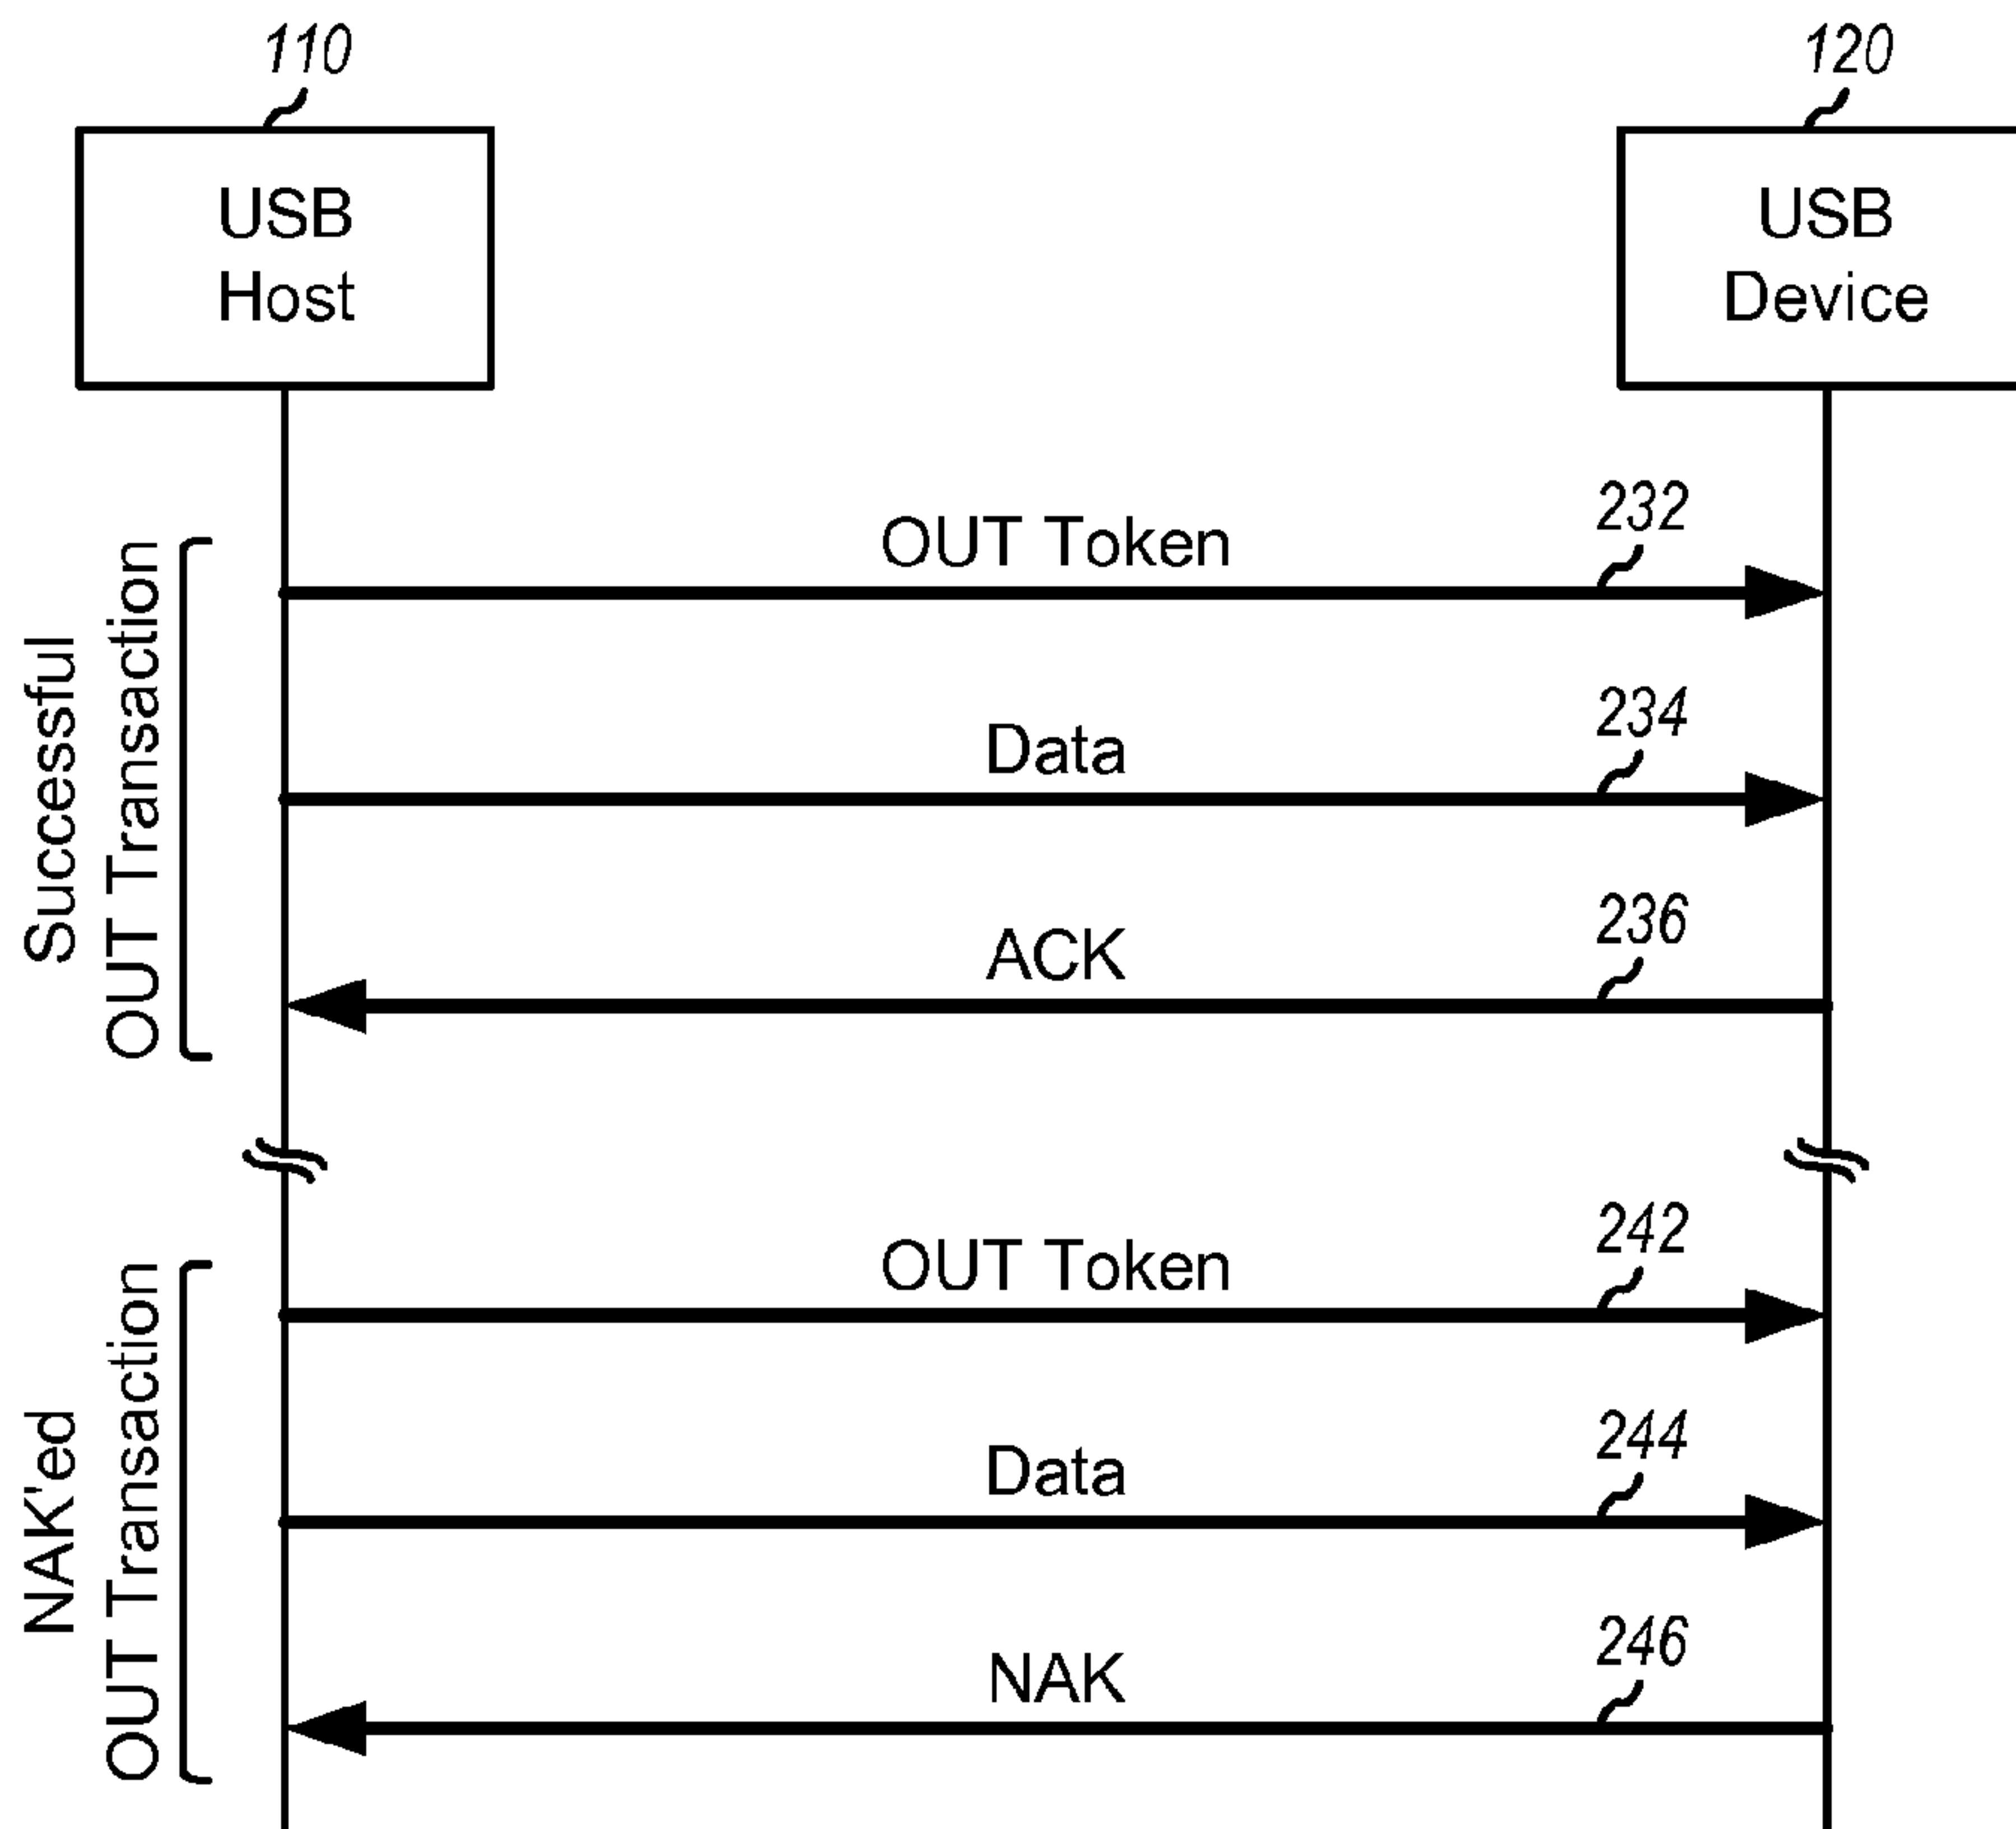 110
120
USB
Host
USB
Device
Successful
OUT Transaction
OUT Token
232
Data
234
ACK
236
NAK'ed
OUT Transaction
OUT Token
242
Data
244
NAK
246